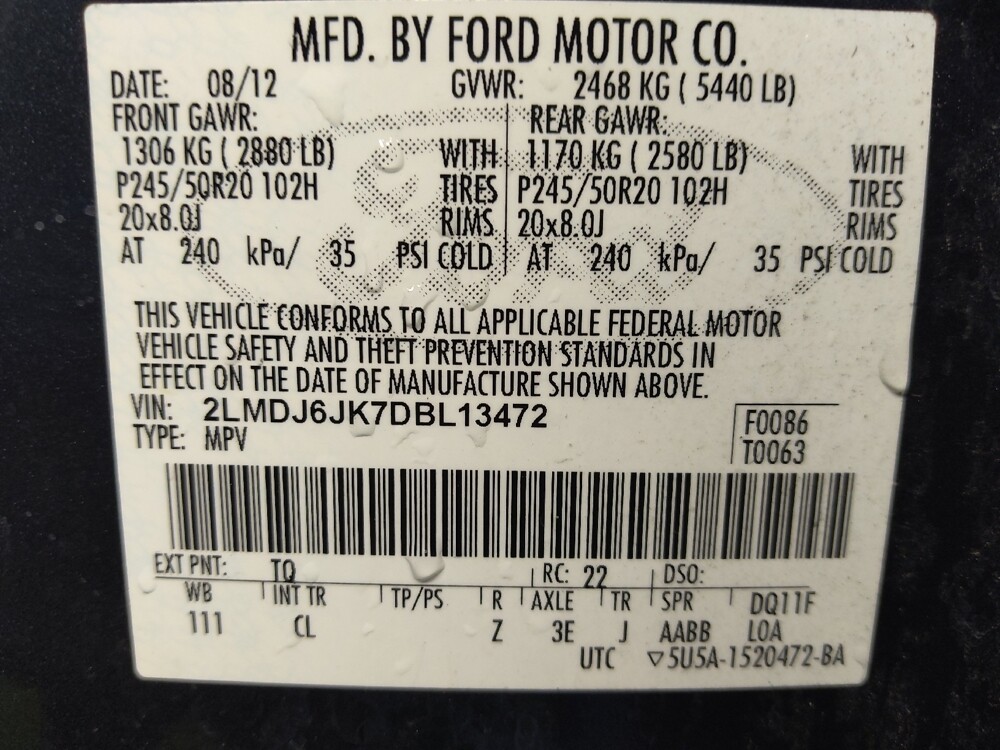 MFD. BY FORD MOTOR CO.
DATE: 08/12 GVWR: 2468 KG ( 5440 LB)
FRONT GAWR: REAR GAWR:
1306 KG ( 2880 LB) WITH 1170 KG ( 2580 LB) WITH
P245/50R20 102H TIRES P245/50R20 102H TIRES
20x8.0J RIMS 20x8.0J RIMS
AT 240 kPa/ 35 PSI COLD AT 240 kPa/ 35 PSI COLD
THIS VEHICLE CONFORMS TO ALL APPLICABLE FEDERAL MOTOR
VEHICLE SAFETY AND THEFT PREVENTION STANDARDS IN
EFFECT ON THE DATE OF MANUFACTURE SHOWN ABOVE.
VIN: 2LMDJ6JK7DBL13472 F0086
TYPE: MPV T0063
EXT PNT: TQ RC: 22 DSO:
WB INT TR TP/PS R AXLE TR SPR DQ11F
111 CL Z 3E J AABB LOA
UTC ▽5U5A-1520472-BA